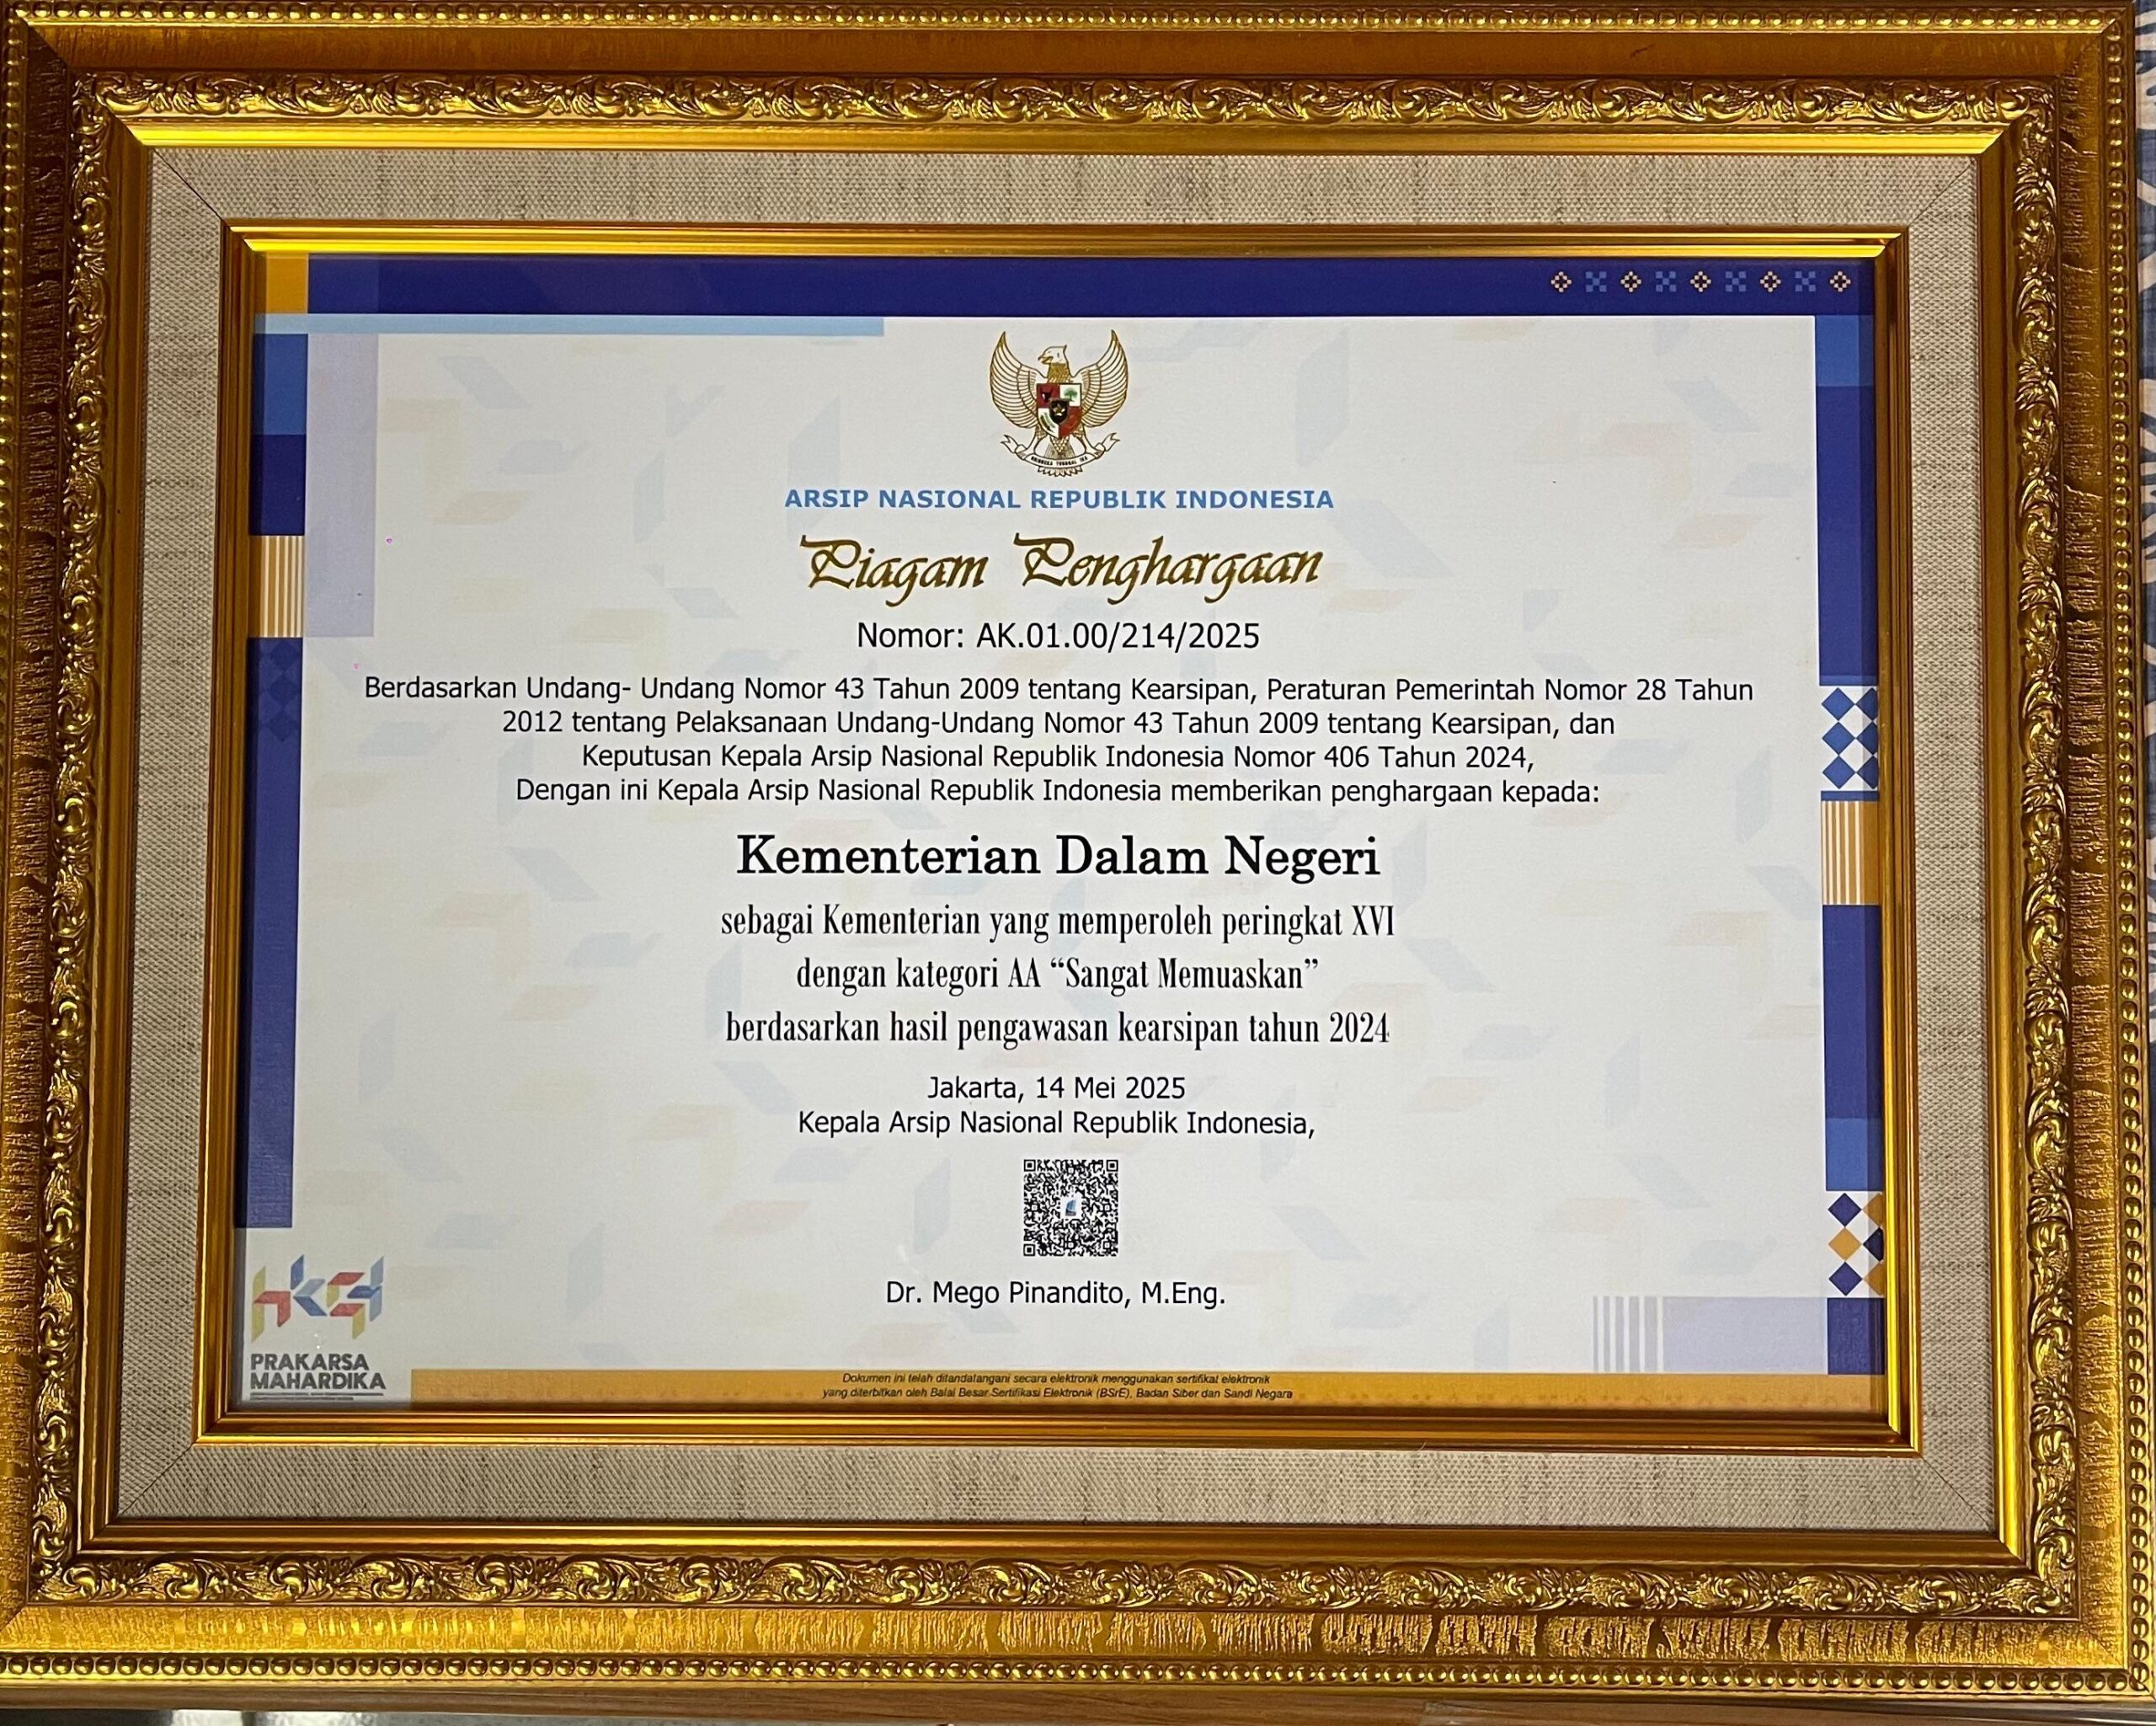 ARSIP NASIONAL REPUBLIK INDONESIA
Piagam Penghargaan
Nomor: AK.01.00/214/2025
Berdasarkan Undang- Undang Nomor 43 Tahun 2009 tentang Kearsipan, Peraturan Pemerintah Nomor 28 Tahun
2012 tentang Pelaksanaan Undang-Undang Nomor 43 Tahun 2009 tentang Kearsipan, dan
Keputusan Kepala Arsip Nasional Republik Indonesia Nomor 406 Tahun 2024,
Dengan ini Kepala Arsip Nasional Republik Indonesia memberikan penghargaan kepada:
Kementerian Dalam Negeri
sebagai Kementerian yang memperoleh peringkat XVI
dengan kategori AA “Sangat Memuaskan”
berdasarkan hasil pengawasan kearsipan tahun 2024
Jakarta, 14 Mei 2025
Kepala Arsip Nasional Republik Indonesia,
Dr. Mego Pinandito, M.Eng.
PRAKARSA
MAHARDIKA
Dokumen ini telah ditandatangani secara elektronik menggunakan sertifikat elektronik
yang diterbitkan oleh Balai Besar Sertifikasi Elektronik (BSrE), Badan Siber dan Sandi Negara